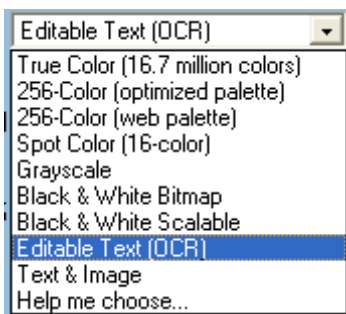 Editable Text (OCR)
True Color (16.7 million colors)
256-Color (optimized palette)
256-Color (web palette)
Spot Color (16-color)
Grayscale
Black & White Bitmap
Black & White Scalable
Editable Text (OCR)
Text & Image
Help me choose...